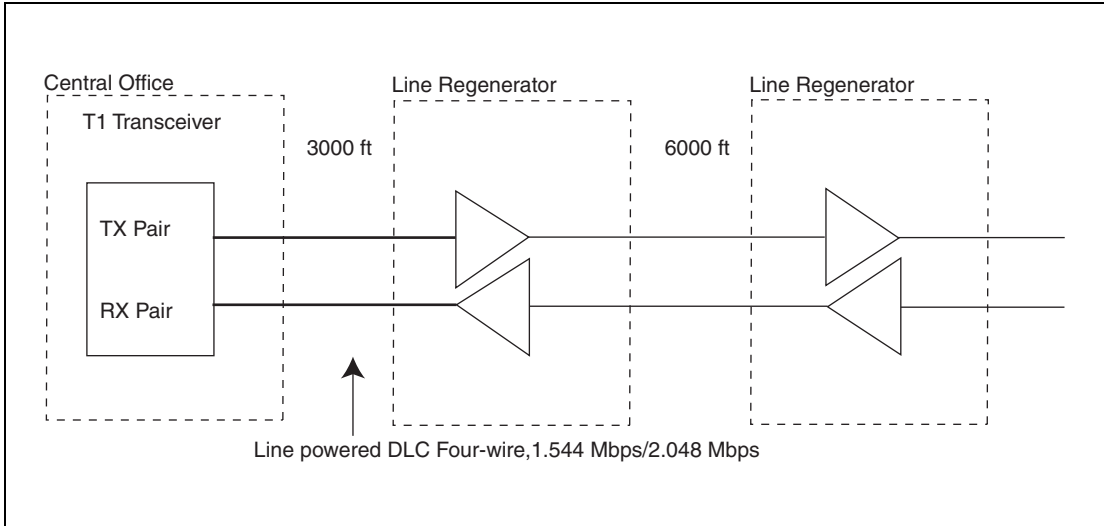 Central Office
Line Regenerator
Line Regenerator
T1 Transceiver
3000 ft
6000 ft
TX Pair
RX Pair
Line powered DLC Four-wire,1.544 Mbps/2.048 Mbps